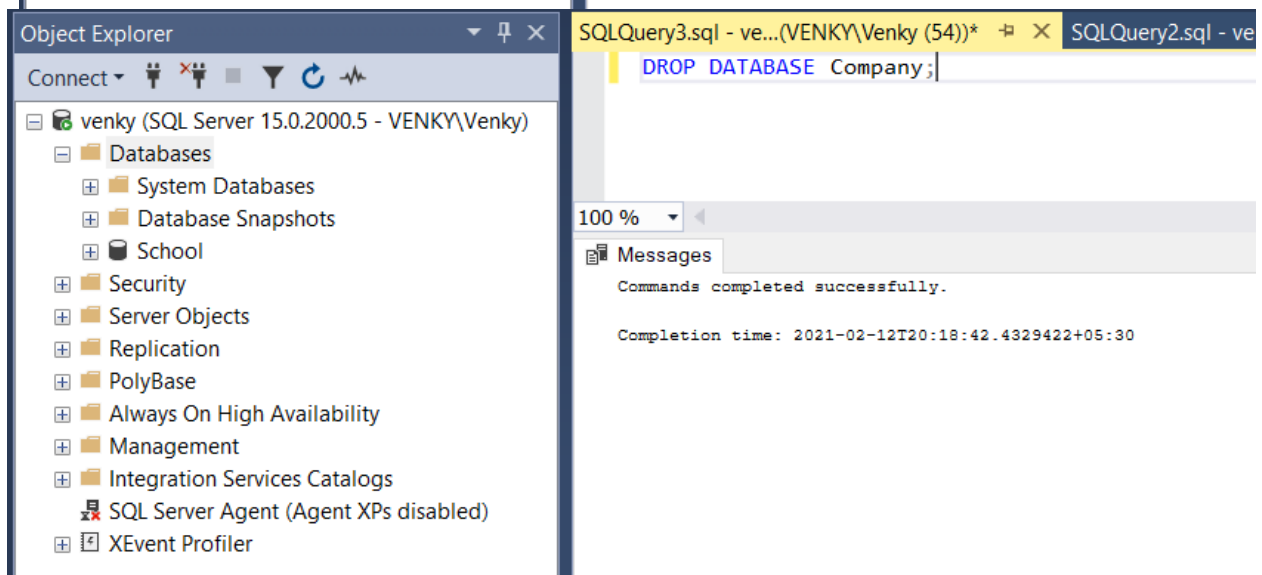 Object Explorer
Connect
venky (SQL Server 15.0.2000.5 - VENKY\Venky)
Databases
System Databases
Database Snapshots
School
Security
Server Objects
Replication
PolyBase
Always On High Availability
Management
Integration Services Catalogs
SQL Server Agent (Agent XPs disabled)
XEvent Profiler
SQLQuery3.sql - ve...(VENKY\Venky (54))* SQLQuery2.sql - ve
DROP DATABASE Company;
100 %
Messages
Commands completed successfully.
Completion time: 2021-02-12T20:18:42.4329422+05:30